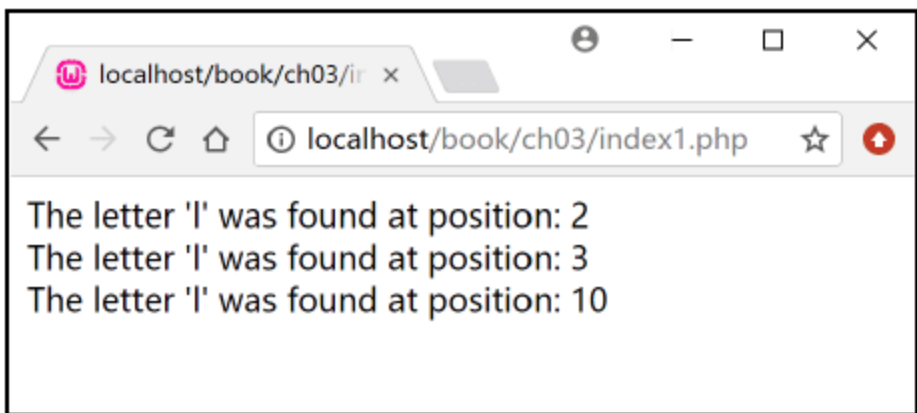 localhost/book/ch03/in
localhost/book/ch03/index1.php
The letter 'l' was found at position: 2
The letter 'l' was found at position: 3
The letter 'l' was found at position: 10